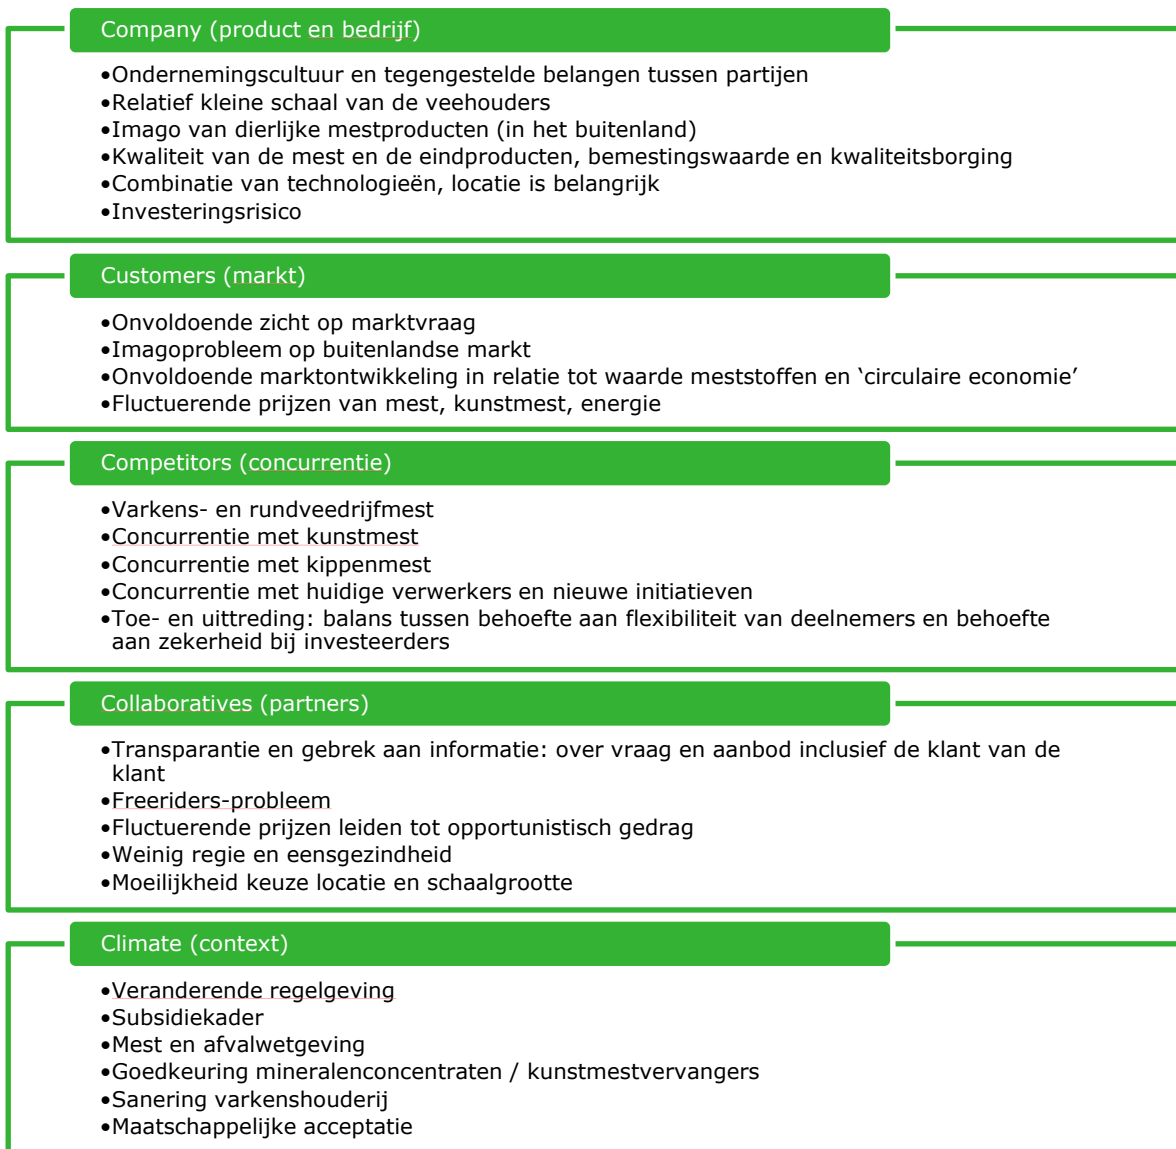 Company (product en bedrijf)
•Ondernemingscultuur en tegengestelde belangen tussen partijen
•Relatief kleine schaal van de veehouders
•Imago van dierlijke mestproducten (in het buitenland)
•Kwaliteit van de mest en de eindproducten, bemestingswaarde en kwaliteitsborging
•Combinatie van technologieën, locatie is belangrijk
•Investeringsrisico
Customers (markt)
•Onvoldoende zicht op marktvraag
•Imagoprobleem op buitenlandse markt
•Onvoldoende marktontwikkeling in relatie tot waarde meststoffen en ‘circulaire economie’
•Fluctuerende prijzen van mest, kunstmest, energie
Competitors (concurrentie)
•Varkens- en rundveedrijfmest
•Concurrentie met kunstmest
•Concurrentie met kippenmest
•Concurrentie met huidige verwerkers en nieuwe initiatieven
•Toe- en uittreding: balans tussen behoefte aan flexibiliteit van deelnemers en behoefte
aan zekerheid bij investeerders
Collaboratives (partners)
•Transparantie en gebrek aan informatie: over vraag en aanbod inclusief de klant van de
klant
•Freeriders-probleem
•Fluctuerende prijzen leiden tot opportunistisch gedrag
•Weinig regie en eensgezindheid
•Moeilijkheid keuze locatie en schaalgrootte
Climate (context)
•Veranderende regelgeving
•Subsidiekader
•Mest en afvalwetgeving
•Goedkeuring mineralenconcentraten / kunstmestvervangers
•Sanering varkenshouderij
•Maatschappelijke acceptatie